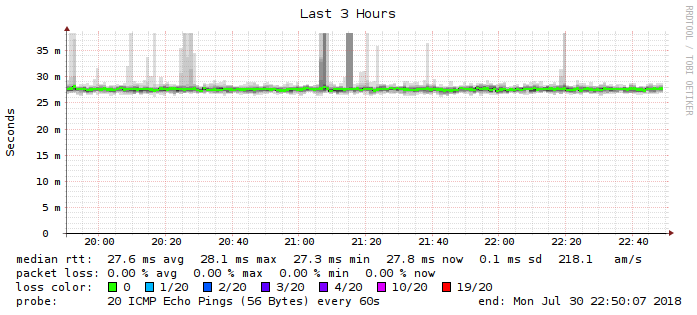 Last 3 Hours
RRDTOOL / TOBI OETIKER
Seconds
35 m
30 m
25 m
20 m
15 m
10 m
5 m
0
20:00 20:20 20:40 21:00 21:20 21:40 22:00 22:20 22:40
median rtt: 27.6 ms avg 28.1 ms max 27.3 ms min 27.8 ms now 0.1 ms sd 218.1 am/s
packet loss: 0.00 % avg 0.00 % max 0.00 % min 0.00 % now
loss color: 0 1/20 2/20 3/20 4/20 10/20 19/20
probe: 20 ICMP Echo Pings (56 Bytes) every 60s end: Mon Jul 30 22:50:07 2018